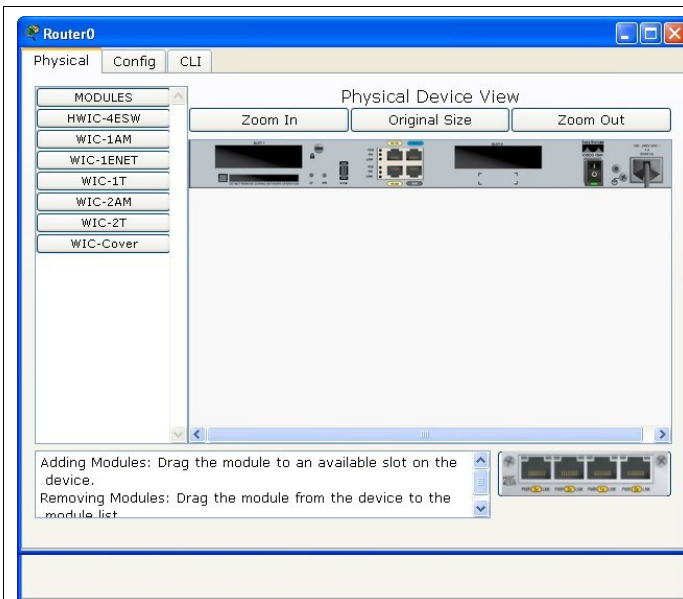 Router0
Physical Config CLI
MODULES
HWIC-4ESW
WIC-1AM
WIC-1ENET
WIC-1T
WIC-2AM
WIC-2T
WIC-Cover
Physical Device View
Zoom In Original Size Zoom Out
Adding Modules: Drag the module to an available slot on the
device.
Removing Modules: Drag the module from the device to the
module list